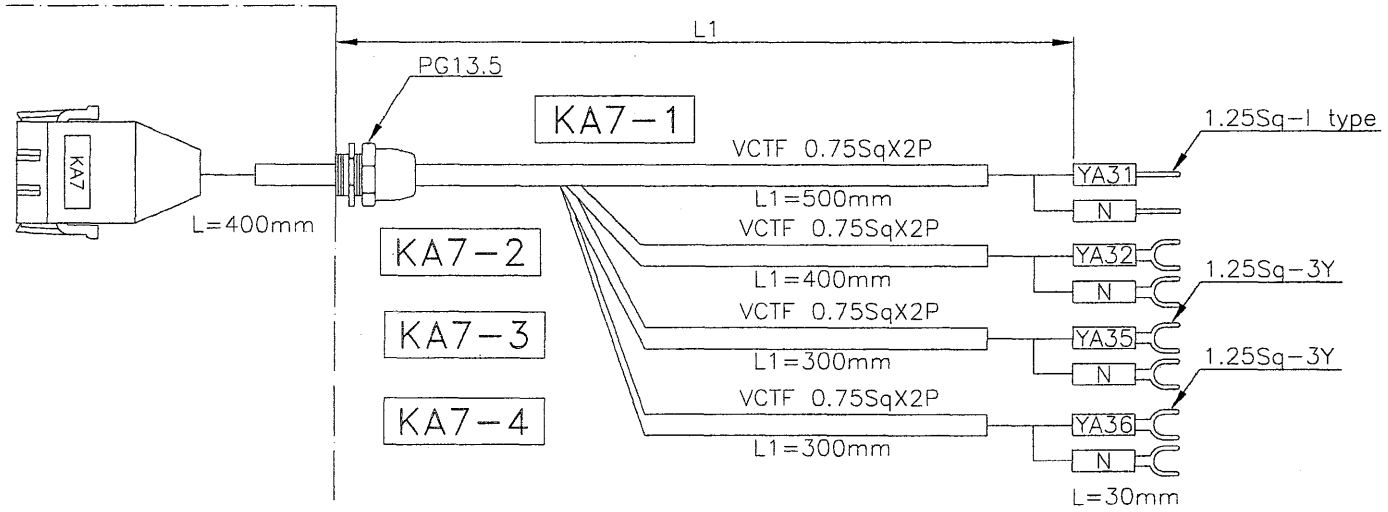 L1
PG13.5
KA7-1
1.25Sq-I type
VCTF 0.75SqX2P
YA31
KA7
L1=500mm
N
L=400mm
VCTF 0.75SqX2P
KA7-2
YA32
L1=400mm
1.25Sq-3Y
N
VCTF 0.75SqX2P
KA7-3
YA35
L1=300mm
1.25Sq-3Y
N
VCTF 0.75SqX2P
KA7-4
YA36
L1=300mm
N
L=30mm